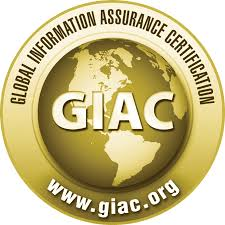 GLOBAL INFORMATION ASSURANCE CERTIFICATION
GIAC
www.giac.org